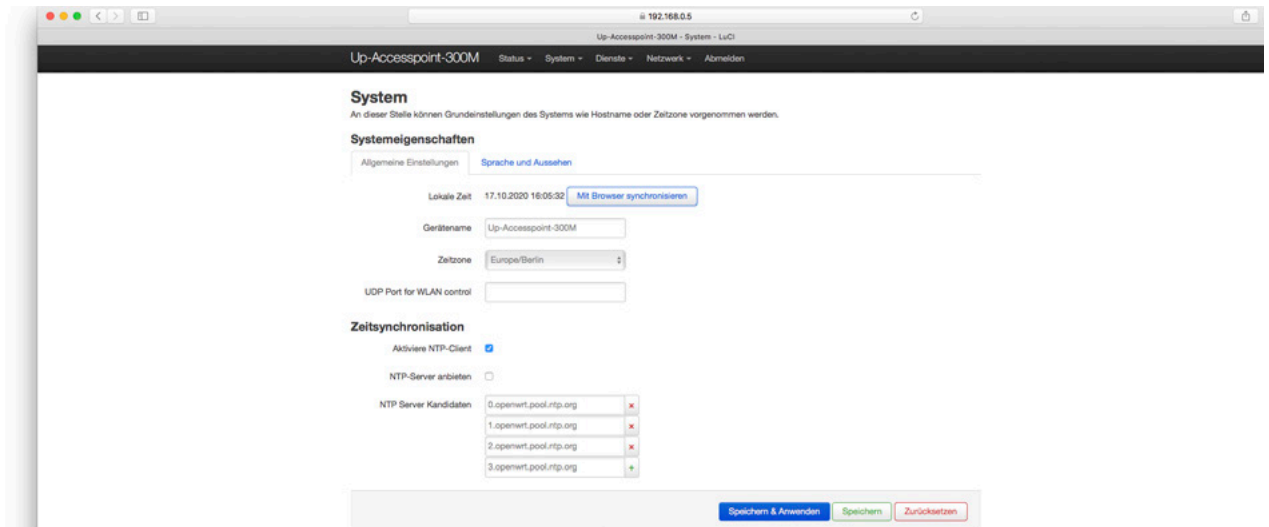 192.168.0.5
Up-Accesspoint-300M - System - LuCI
Up-Accesspoint-300M Status System Dienste Netzwerk Abmelden
System
An dieser Stelle können Grundeinstellungen des Systems wie Hostname oder Zeitzone vorgenommen werden.
Systemeigenschaften
Allgemeine Einstellungen Sprache und Aussehen
Lokale Zeit 17.10.2020 16:05:32 Mit Browser synchronisieren
Gerätename Up-Accesspoint-300M
Zeitzone Europe/Berlin
UDP Port for WLAN control
Zeitsynchronisation
Aktiviere NTP-Client
NTP-Server anbieten
NTP Server Kandidaten 0.openwrt.pool.ntp.org
1.openwrt.pool.ntp.org
2.openwrt.pool.ntp.org
3.openwrt.pool.ntp.org
Speichern & Anwenden Speichern Zurücksetzen